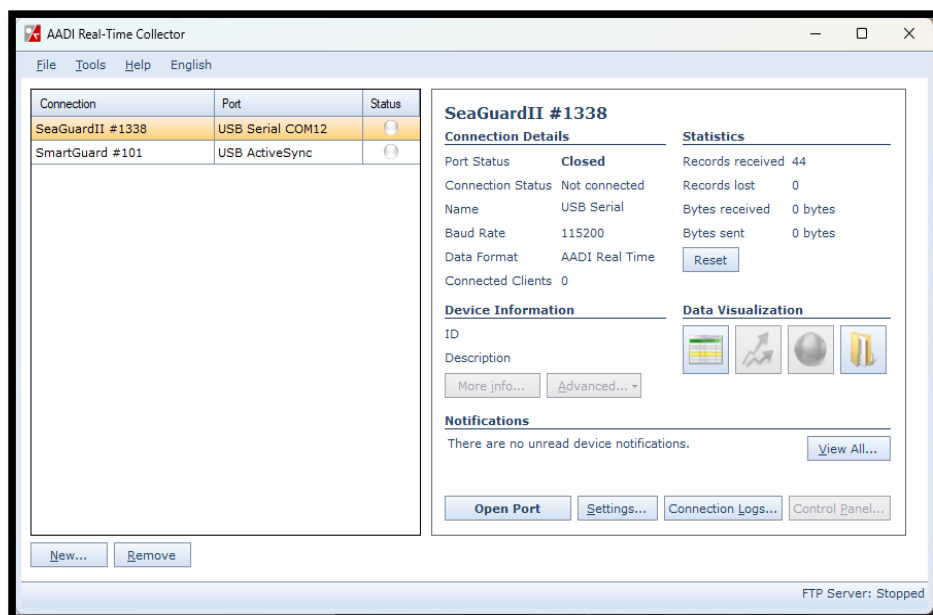 AADI Real-Time Collector
File Tools Help English
Connection Port Status
SeaGuardII #1338 USB Serial COM12
SmartGuard #101 USB ActiveSync
SeaGuardII #1338
Connection Details
Port Status Closed
Connection Status Not connected
Name USB Serial
Baud Rate 115200
Data Format AADI Real Time
Connected Clients 0
Statistics
Records received 44
Records lost 0
Bytes received 0 bytes
Bytes sent 0 bytes
Reset
Device Information
ID
Description
More info... Advanced...
Data Visualization
Notifications
There are no unread device notifications.
View All...
Open Port Settings... Connection Logs... Control Panel...
New... Remove
FTP Server: Stopped